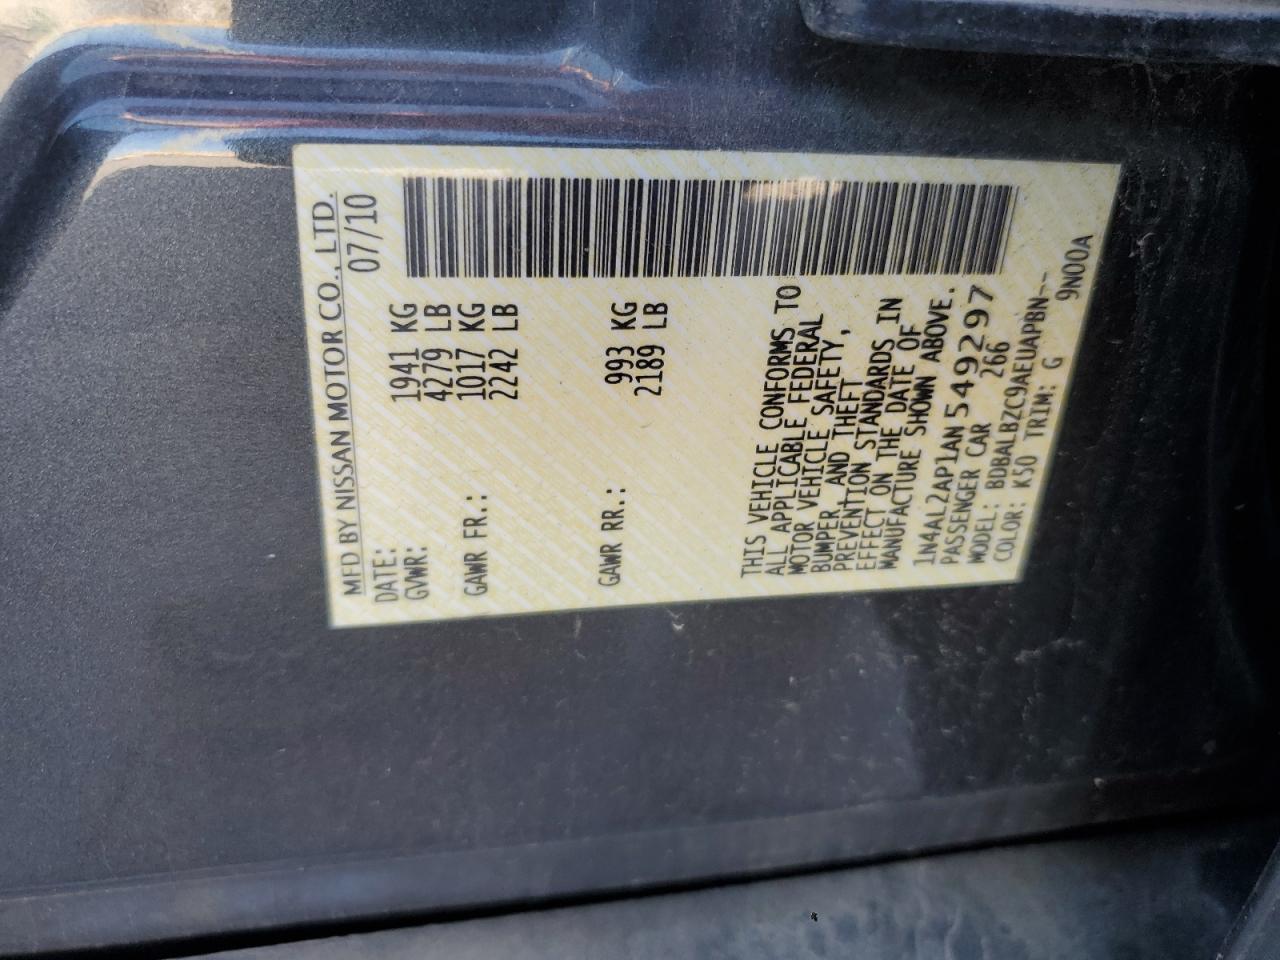 MFD BY NISSAN MOTOR CO., LTD.
DATE: 07/10
GVWR: 1941 KG
4279 LB
GAWR FR.: 1017 KG
2242 LB
GAWR RR.: 993 KG
2189 LB
THIS VEHICLE CONFORMS TO
ALL APPLICABLE FEDERAL
MOTOR VEHICLE SAFETY,
BUMPER, AND THEFT
PREVENTION STANDARDS IN
EFFECT ON THE DATE OF
MANUFACTURE SHOWN ABOVE.
1N4AL2AP1AN549297
PASSENGER CAR 266
MODEL: BDBALBZC9AEUAPBN--
COLOR: K50 TRIM: G 9N00A